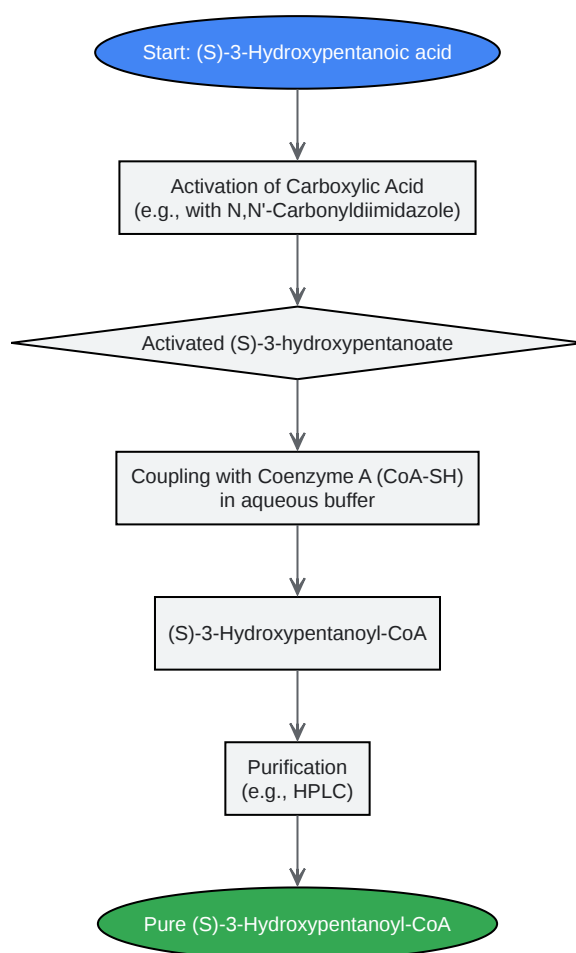 Start: (S)-3-Hydroxypentanoic acid
Activation of Carboxylic Acid
(e.g., with N,N'-Carbonyldiimidazole)
Activated (S)-3-hydroxypentanoate
Coupling with Coenzyme A (CoA-SH)
in aqueous buffer
(S)-3-Hydroxypentanoyl-CoA
Purification
(e.g., HPLC)
Pure (S)-3-Hydroxypentanoyl-CoA